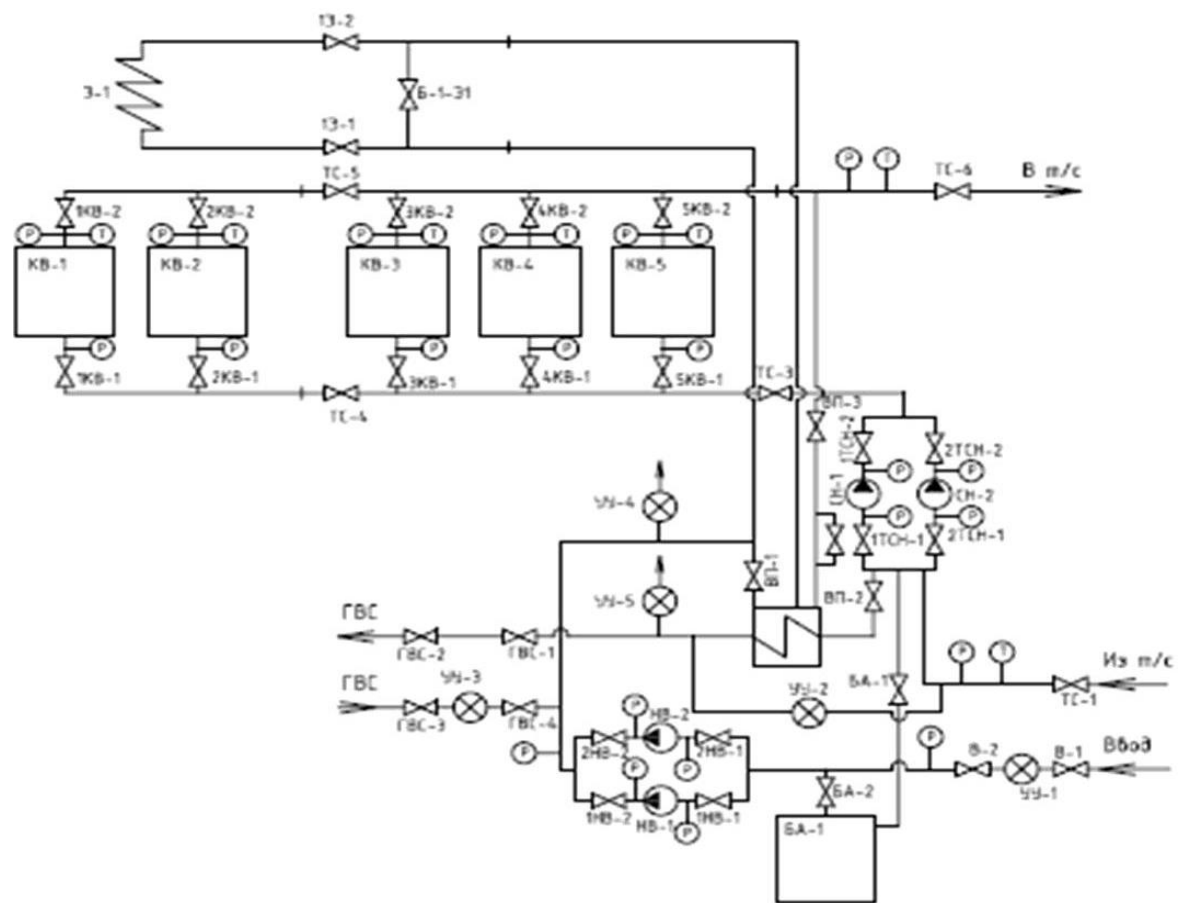 1З-2
З-1
Б-1-З1
1З-1
ТС-5
Р
Т
ТС-6
В т/с
1КВ-2
2КВ-2
3КВ-2
4КВ-2
5КВ-2
Р
Т
Р
Т
Р
Т
Р
Т
Р
Т
КВ-1
КВ-2
КВ-3
КВ-4
КВ-5
Р
Р
Р
Р
Р
1КВ-1
2КВ-1
3КВ-1
4КВ-1
5КВ-1
ТС-3
ТС-4
ВП-3
1ТСН-2
2ТСН-2
Р
Р
СН-1
СН-2
УУ-4
Р
Р
1ТСН-1
2ТСН-1
ВП-1
УУ-5
ВП-2
ГВС
ГВС-2
ГВС-1
Р
Т
Из т/с
ГВС
УУ-3
БА-1
ТС-1
УУ-2
ГВС-3
ГВС-4
Р
НВ-2
Р
Р
2НВ-2
2НВ-1
В-2
В-1
Ввод
Р
Р
УУ-1
БА-2
1НВ-2
НВ-1
1НВ-1
Р
БА-1